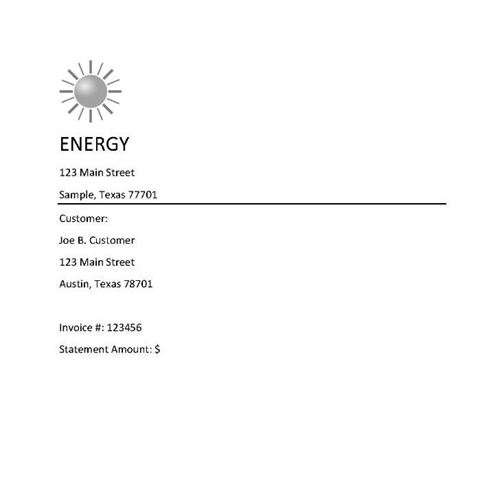 ENERGY
123 Main Street
Sample, Texas 77701
Customer:
Joe B. Customer
123 Main Street
Austin, Texas 78701
Invoice #: 123456
Statement Amount: $